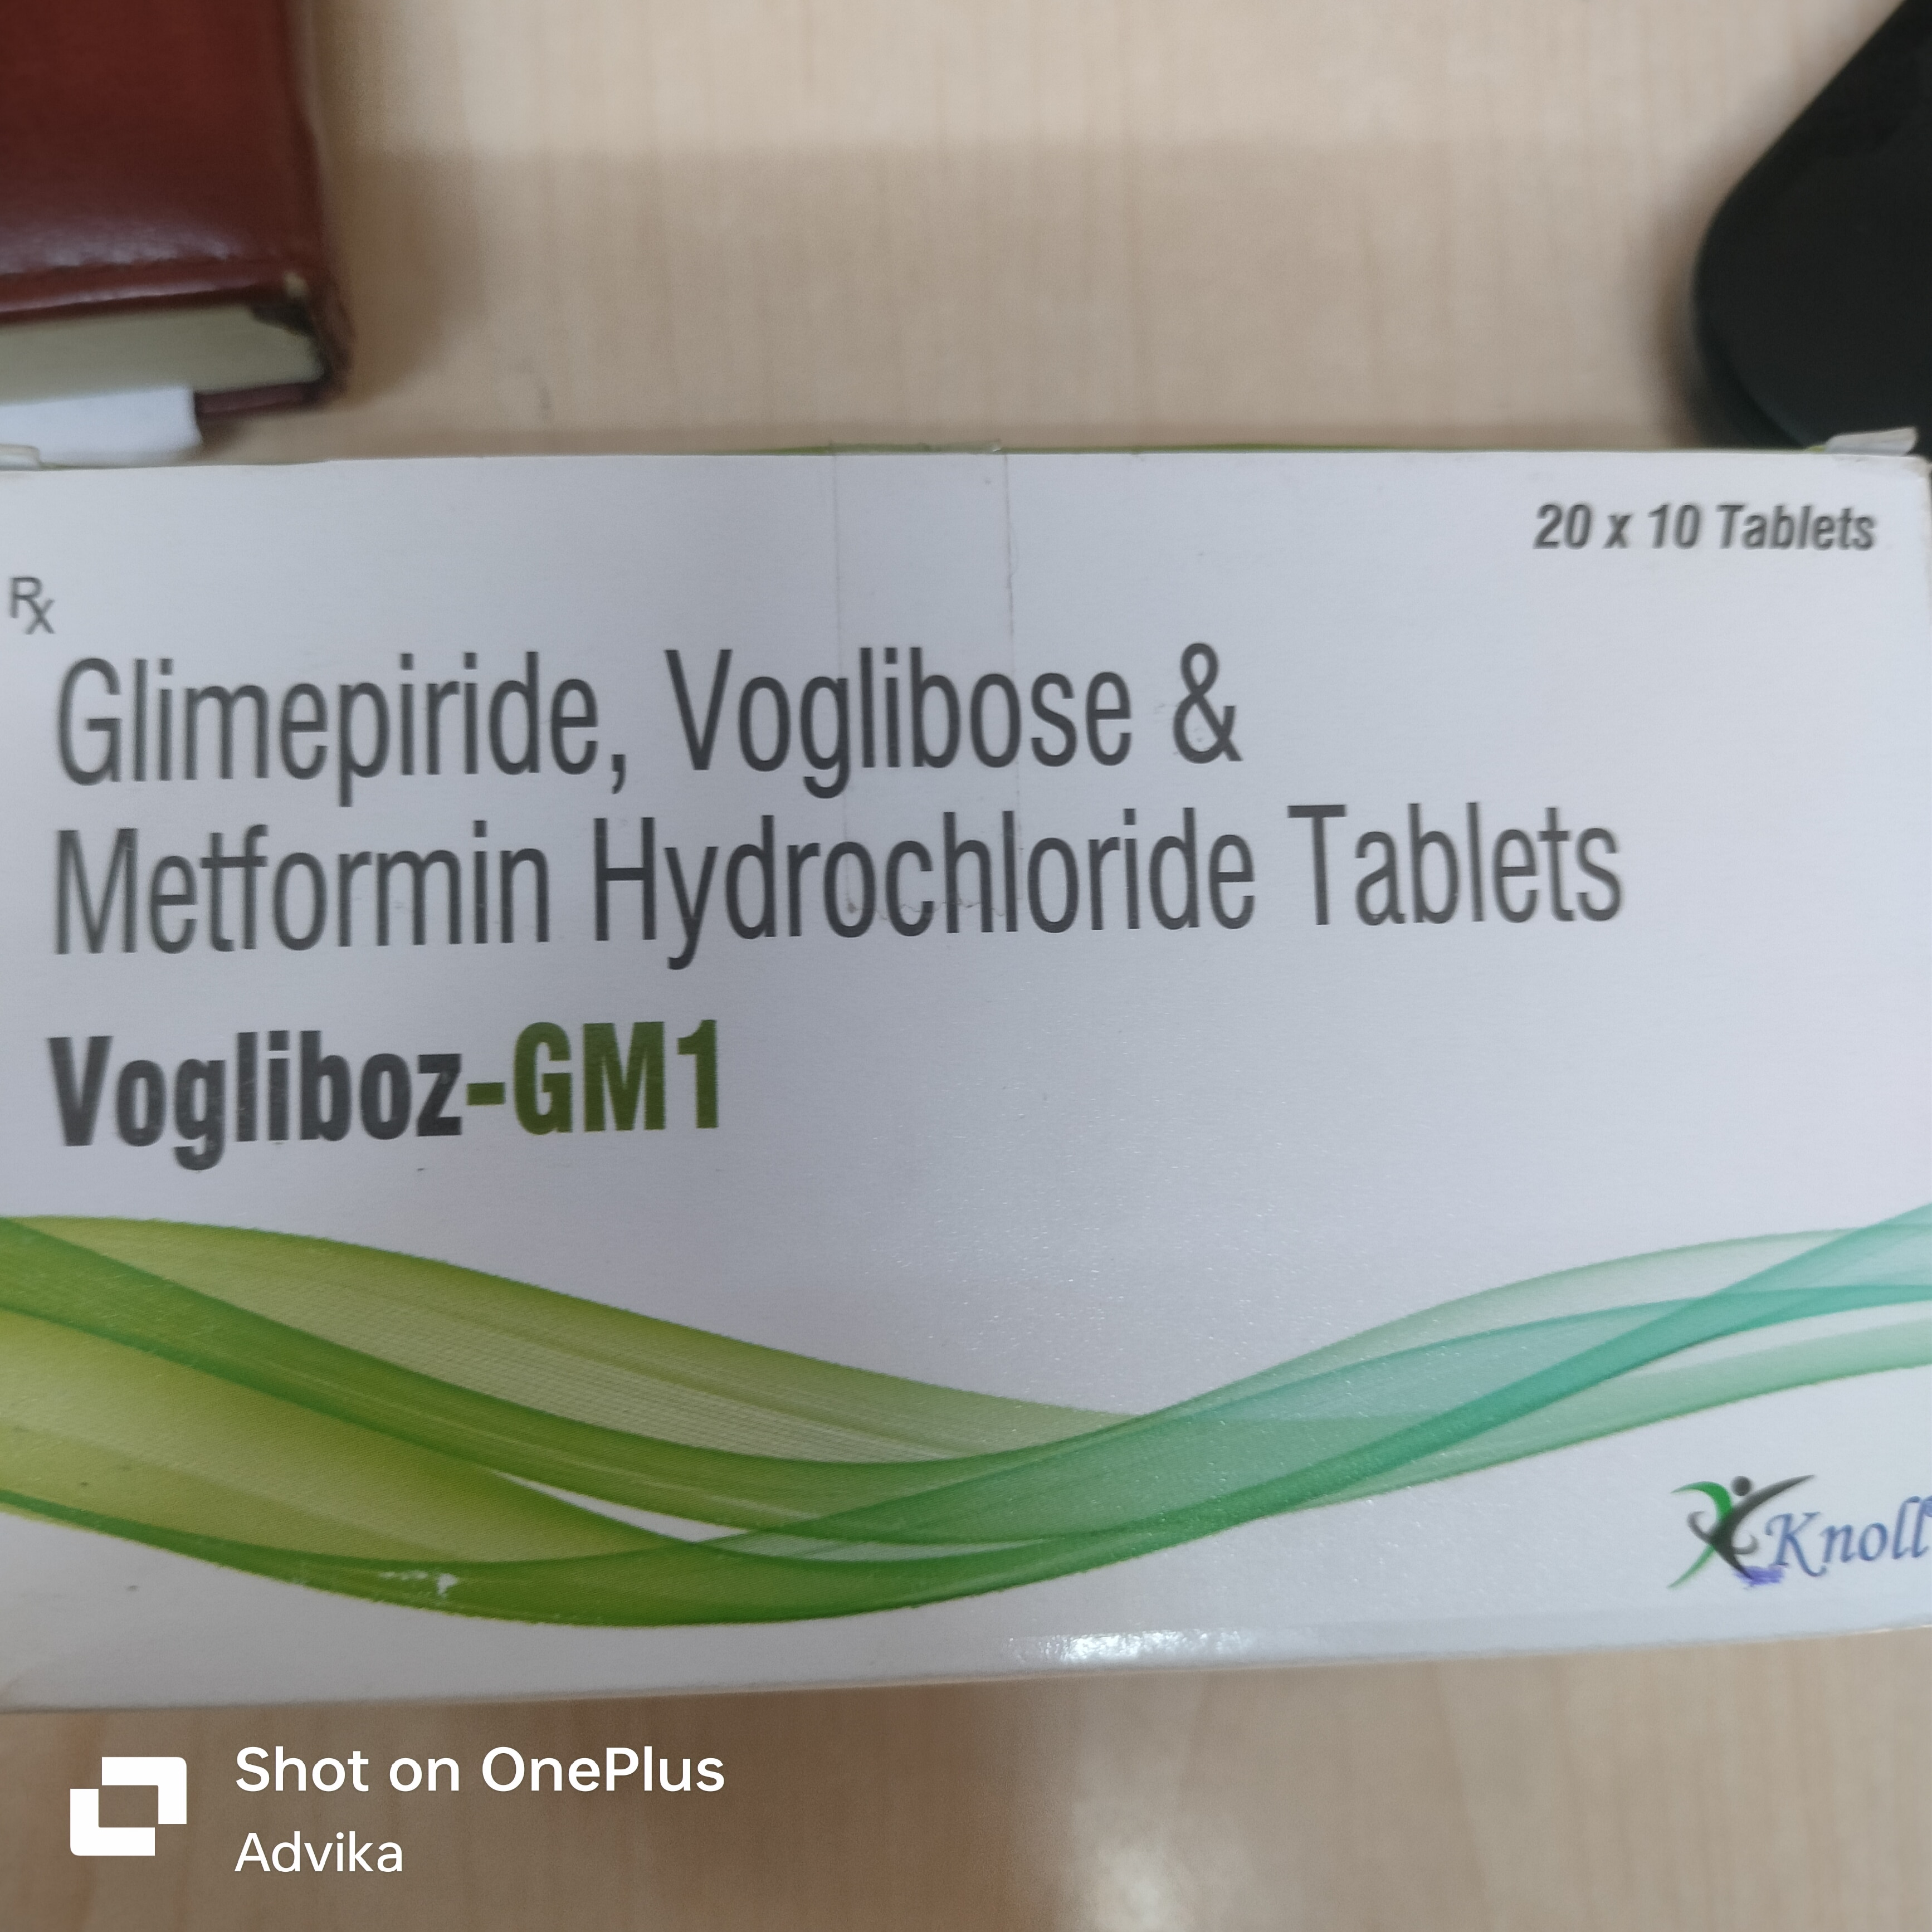 20 x 10 Tablets
Rx
Glimepiride, Voglibose &
Metformin Hydrochloride Tablets
Vogliboz-GM1
Knoll
Shot on OnePlus
Advika